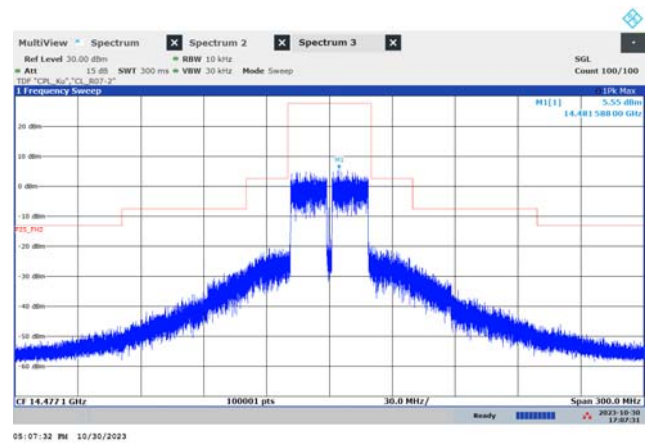 MultiView Spectrum X Spectrum 2 X Spectrum 3 X
Ref Level 30.00 dBm RBW 10 kHz SGL
Att 15 dB SWT 300 ms VBW 30 kHz Mode Sweep Count 100/100
TDF "CPL_Ku","CL_R07-2"
1 Frequency Sweep 1Pk Max
M1[1] 5.55 dBm
14.481 588 00 GHz
20 dBm
10 dBm
M1
0 dBm
-10 dBm
-20 dBm
-30 dBm
-40 dBm
-50 dBm
-60 dBm
CF 14.4771 GHz 100001 pts 30.0 MHz/ Span 300.0 MHz
Ready 2023-10-30
17:07:31
05:07:32 PM 10/30/2023